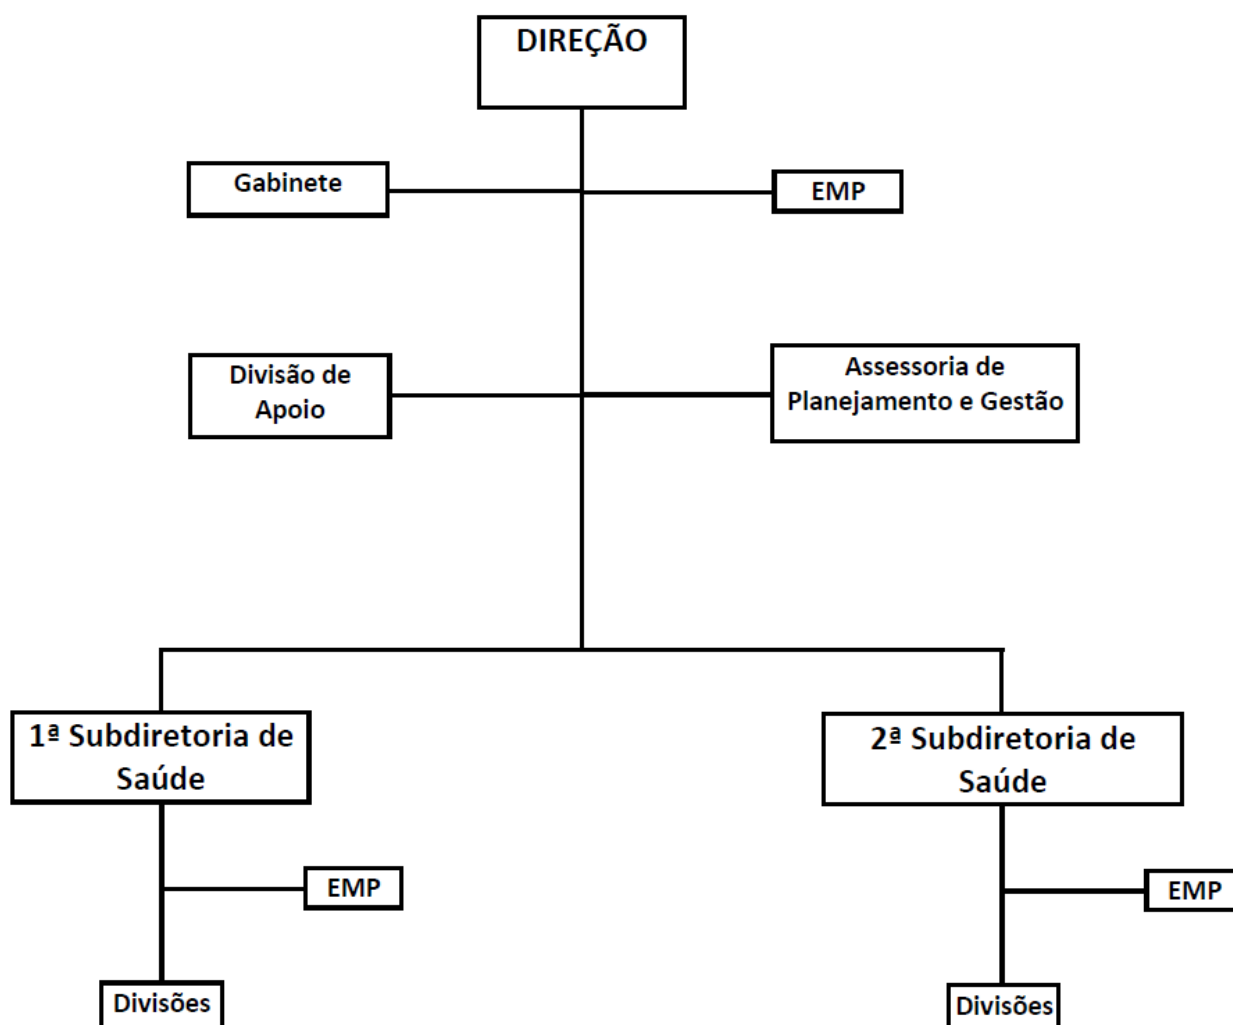 DIREÇÃO
Gabinete
EMP
Divisão de
Apoio
Assessoria de
Planejamento e Gestão
1ª Subdiretoria de
Saúde
2ª Subdiretoria de
Saúde
EMP
EMP
Divisões
Divisões